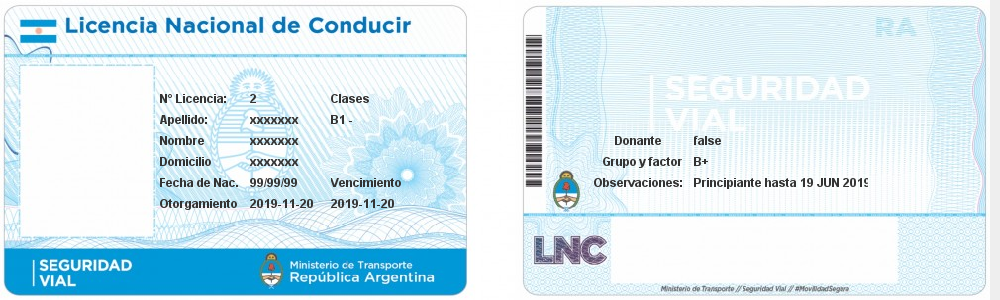 Licencia Nacional de Conducir
N° Licencia: 2 Clases
Apellido: xxxxxxx B1 -
Nombre xxxxxxx
Domicilio xxxxxxx
Fecha de Nac. 99/99/99 Vencimiento
Otorgamiento 2019-11-20 2019-11-20
SEGURIDAD
VIAL
Ministerio de Transporte
República Argentina
RA
SEGURIDAD
VIAL
Donante false
Grupo y factor B+
Observaciones: Principiante hasta 19 JUN 2019
LNC
Ministerio de Transporte // Seguridad Vial // #MovilidadSegura